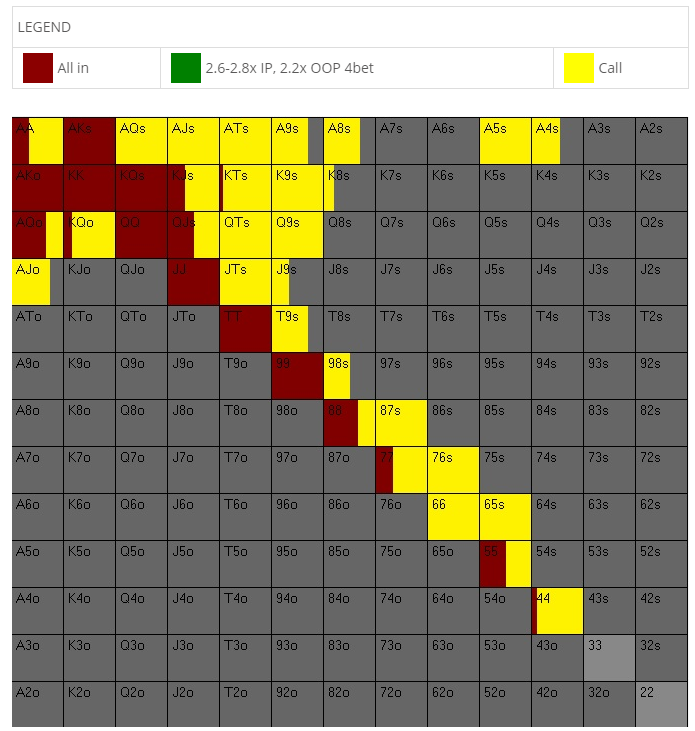 LEGEND
All in 2.6-2.8x IP, 2.2x OOP 4bet Call
AA AKs AQs AJs ATs A9s A8s A7s A6s A5s A4s A3s A2s
AKo KK KQs KJs KTs K9s K8s K7s K6s K5s K4s K3s K2s
AQo KQo QQ QJs QTs Q9s Q8s Q7s Q6s Q5s Q4s Q3s Q2s
AJo KJo QJo JJ JTs J9s J8s J7s J6s J5s J4s J3s J2s
ATo KTo QTo JTo TT T9s T8s T7s T6s T5s T4s T3s T2s
A9o K9o Q9o J9o T9o 99 98s 97s 96s 95s 94s 93s 92s
A8o K8o Q8o J8o T8o 98o 88 87s 86s 85s 84s 83s 82s
A7o K7o Q7o J7o T7o 97o 87o 77 76s 75s 74s 73s 72s
A6o K6o Q6o J6o T6o 96o 86o 76o 66 65s 64s 63s 62s
A5o K5o Q5o J5o T5o 95o 85o 75o 65o 55 54s 53s 52s
A4o K4o Q4o J4o T4o 94o 84o 74o 64o 54o 44 43s 42s
A3o K3o Q3o J3o T3o 93o 83o 73o 63o 53o 43o 33 32s
A2o K2o Q2o J2o T2o 92o 82o 72o 62o 52o 42o 32o 22